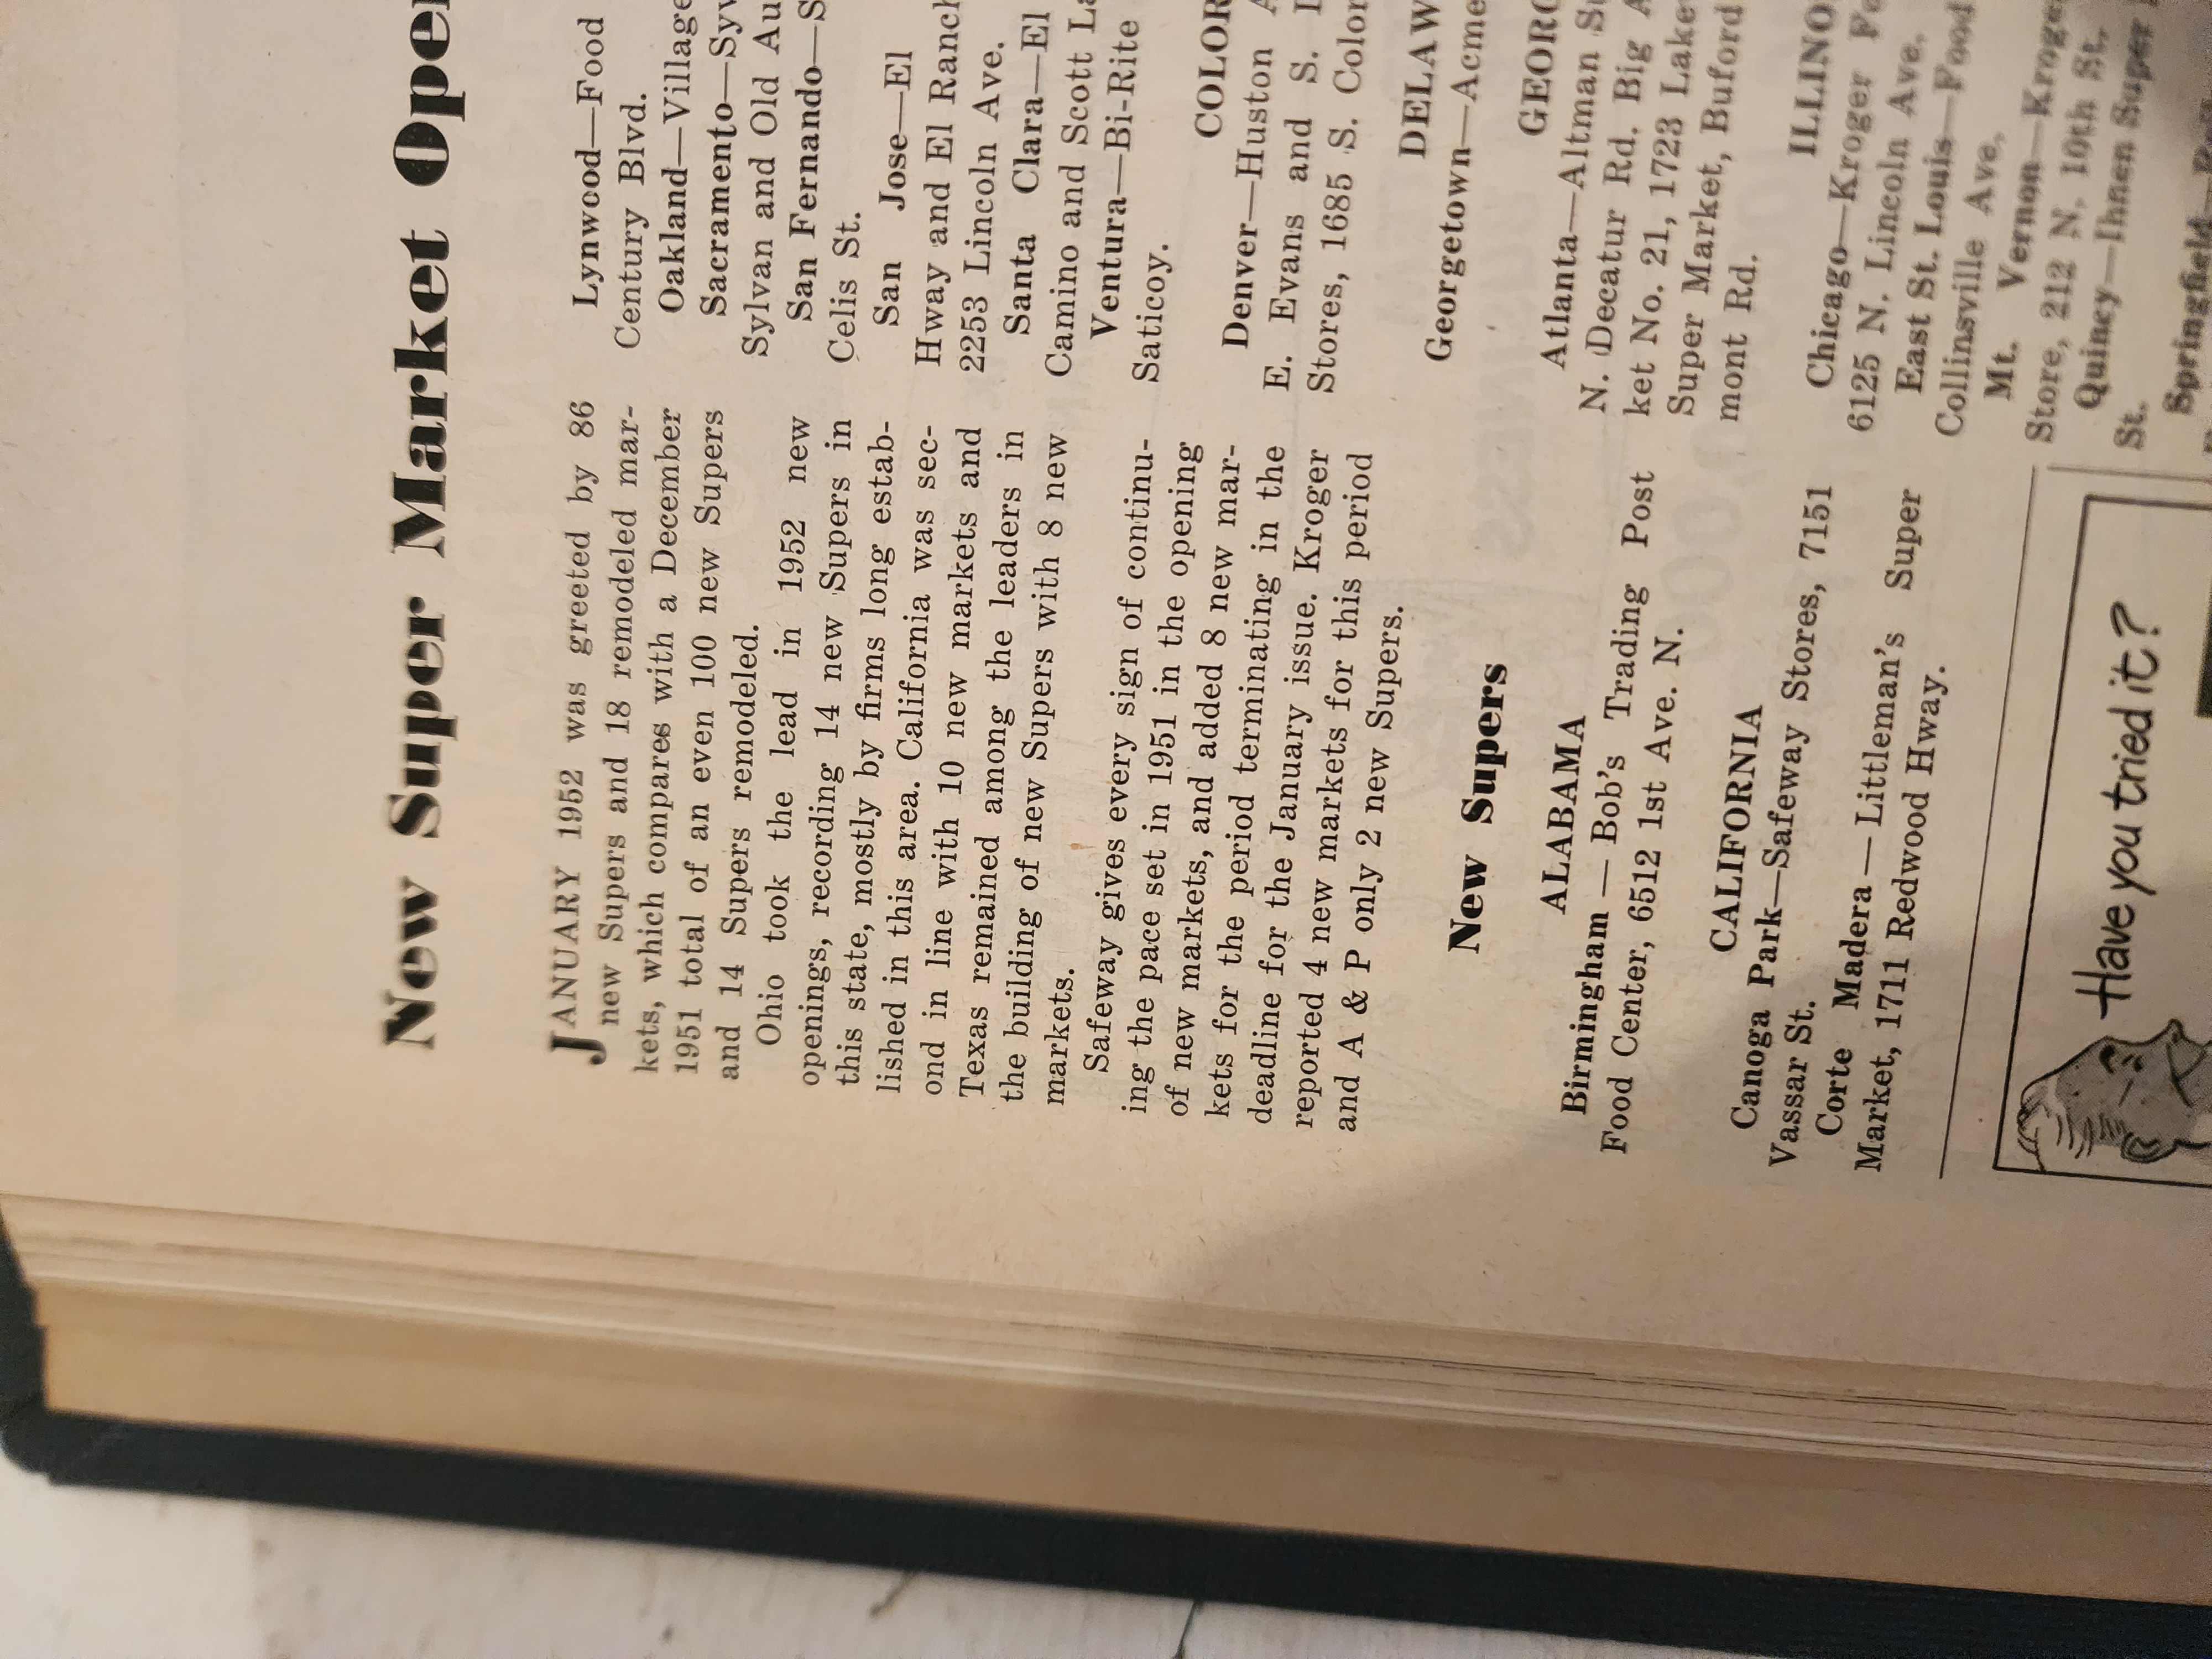 New Super Market Oper
JANUARY 1952 was greeted by 86
new Supers and 18 remodeled mar-
kets, which compares with a December
1951 total of an even 100 new Supers
and 14 Supers remodeled.
Ohio took the lead in 1952 new
openings, recording 14 new Supers in
this state, mostly by firms long estab-
lished in this area. California was sec-
ond in line with 10 new markets and
Texas remained among the leaders in
the building of new Supers with 8 new
markets.
Safeway gives every sign of continu-
ing the pace set in 1951 in the opening
of new markets, and added 8 new mar-
kets for the period terminating in the
deadline for the January issue. Kroger
reported 4 new markets for this period
and A & P only 2 new Supers.
New Supers
ALABAMA
Birmingham — Bob's Trading Post
Food Center, 6512 1st Ave. N.
CALIFORNIA
Canoga Park—Safeway Stores, 7151
Vassar St.
Corte Madera — Littleman's Super
Market, 1711 Redwood Hway.
Have you tried it?
Lynwood—Food
Century Blvd.
Oakland—Village
Sacramento—Syv
Sylvan and Old Au
San Fernando—S
Celis St.
San Jose—El
Hway and El Ranch
2253 Lincoln Ave.
Santa Clara—El
Camino and Scott La
Ventura—Bi-Rite
Saticoy.
COLOR
Denver—Huston A
E. Evans and S.
Stores, 1685 S. Color
DELAW
Georgetown—Acme
GEORG
Atlanta—Altman Su
N. Decatur Rd. Big A
ket No. 21, 1723 Lake
Super Market, Buford
mont Rd.
ILLINO
Chicago—Kroger Fo
6125 N. Lincoln Ave.
East St. Louis—Food
Collinsville Ave.
Mt. Vernon—Kroge
Store, 212 N. 10th St.
Quincy—Ihnen Super
St.
Springfield